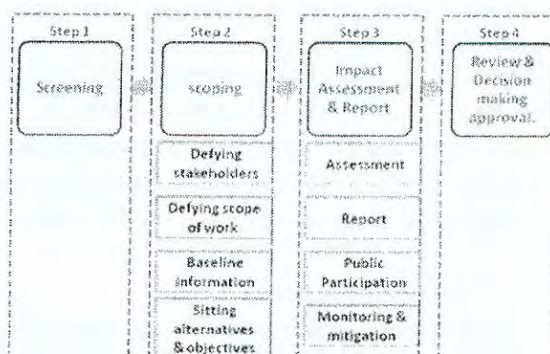 Step 1
Screening
Step 2
scoping
Defying
stakeholders
Defying scope
of work
Baseline
information
Sitting
alternatives
& objectives
Step 3
Impact
Assessment
& Report
Assessment
Report
Public
Participation
Monitoring &
mitigation
Step 4
Review &
Decision
making
approval.